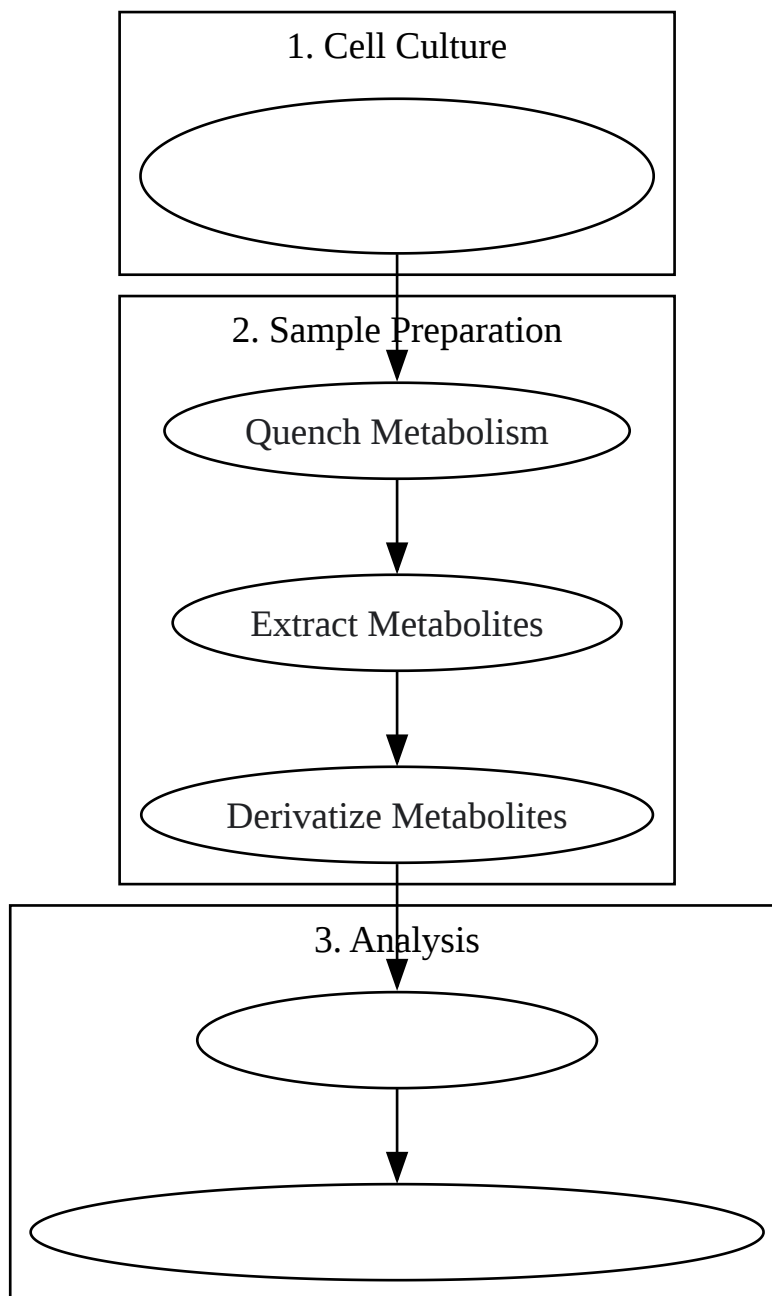 1. Cell Culture
2. Sample Preparation
Quench Metabolism
Extract Metabolites
Derivatize Metabolites
3. Analysis